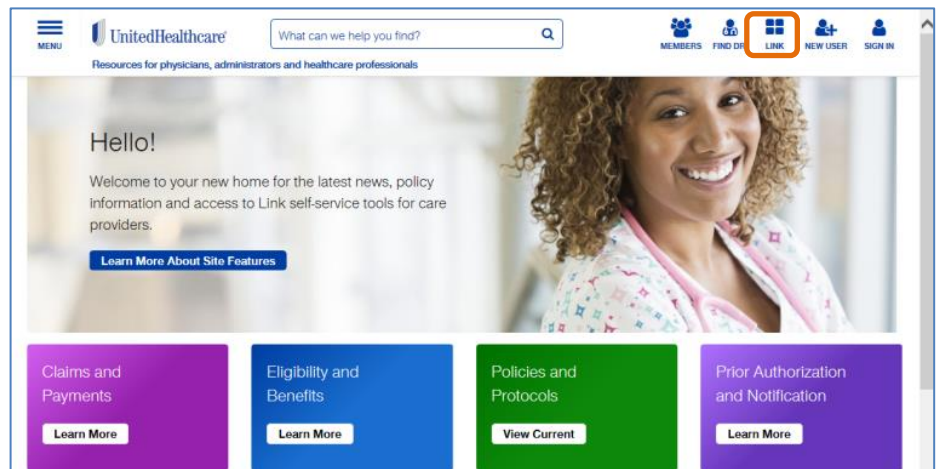 MENU
UnitedHealthcare
What can we help you find?
MEMBERS
FIND DR
LINK
NEW USER
SIGN IN
Resources for physicians, administrators and healthcare professionals
Hello!
Welcome to your new home for the latest news, policy
information and access to Link self-service tools for care
providers.
Learn More About Site Features
Claims and
Payments
Learn More
Eligibility and
Benefits
Learn More
Policies and
Protocols
View Current
Prior Authorization
and Notification
Learn More